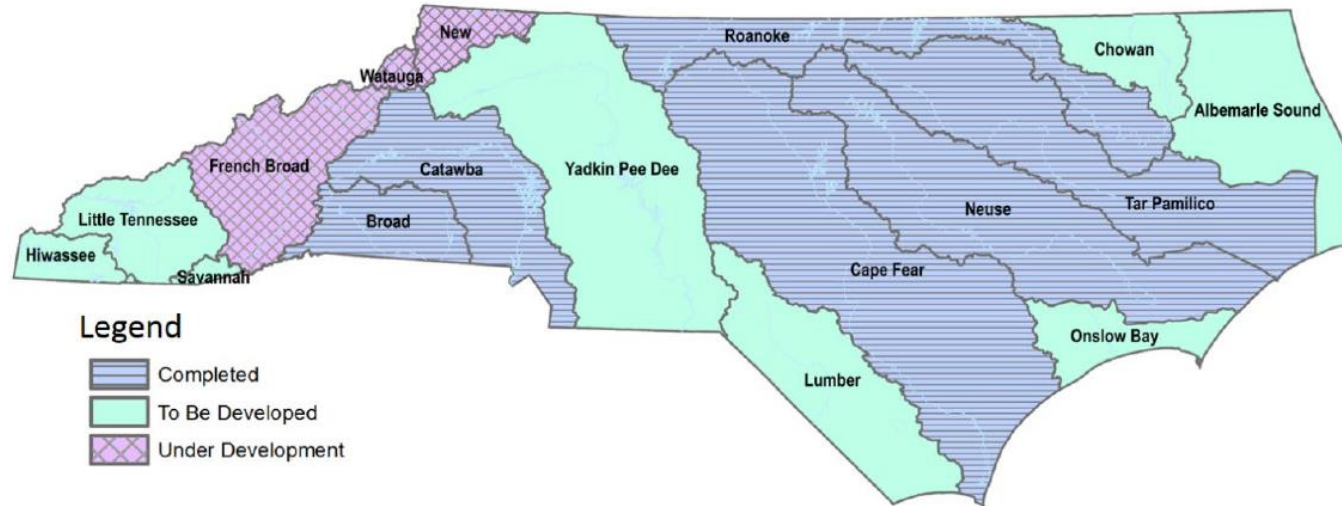 New
Roanoke
Chowan
Watauga
Albemarle Sound
French Broad
Catawba
Yadkin Pee Dee
Tar Pamilico
Neuse
Little Tennessee
Broad
Hiwassee
Savannah
Cape Fear
Onslow Bay
Lumber
Legend
Completed
To Be Developed
Under Development